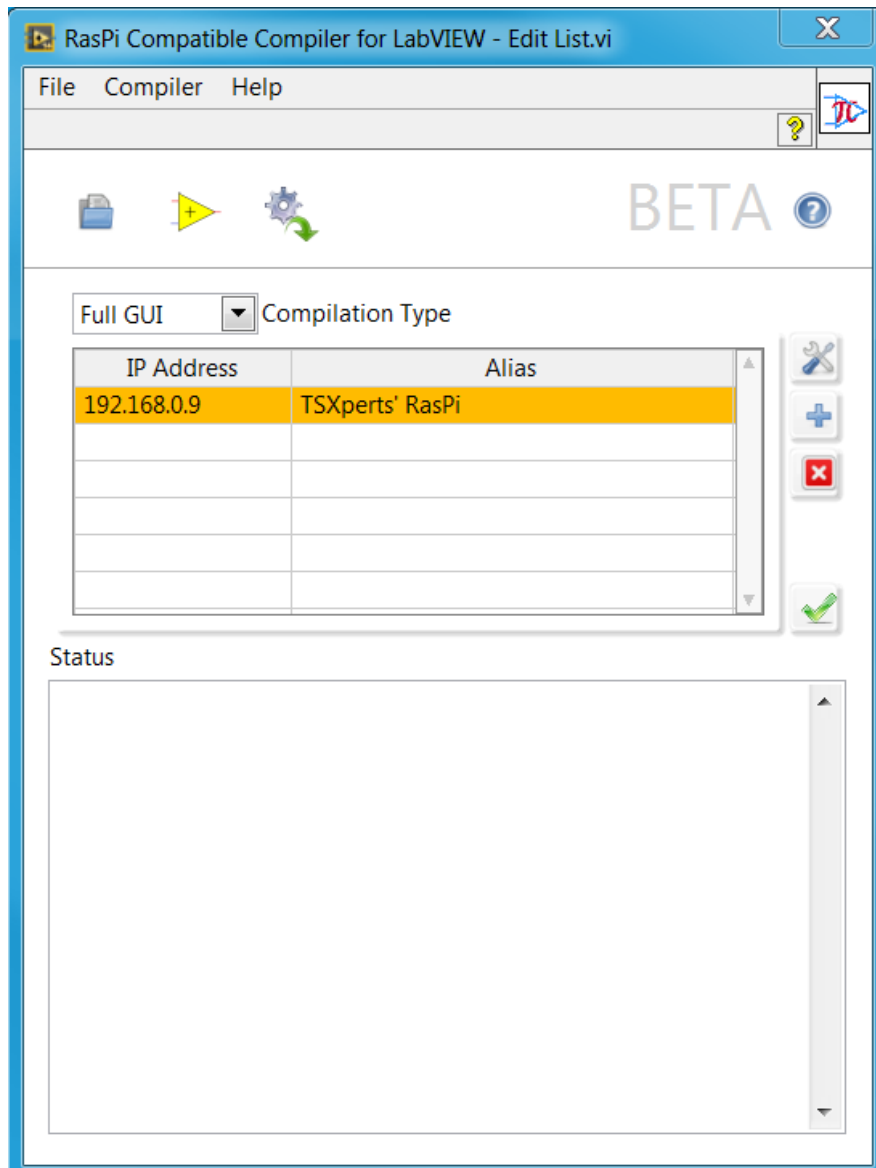 RasPi Compatible Compiler for LabVIEW - Edit List.vi
File Compiler Help
BETA
Full GUI Compilation Type
IP Address Alias
192.168.0.9 TSXperts' RasPi
Status